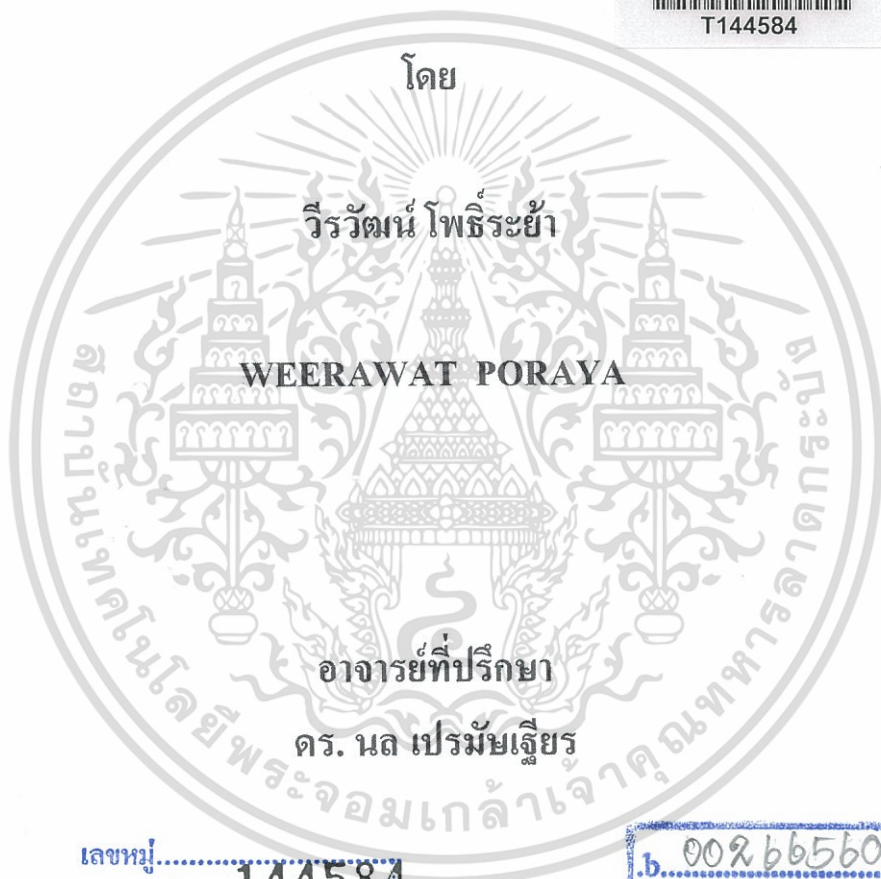 T144584
โดย
วีรวัฒน์ โพธิ์ระย้า
WEERAWAT PORAYA
อาจารย์ที่ปรึกษา
ดร. นล เปรมัษเฐียร
สถาบันเทคโนโลยีพระจอมเกล้าเจ้าคุณทหารลาดกระบัง
เลขหมู่..............................
144584
.b. 00266560